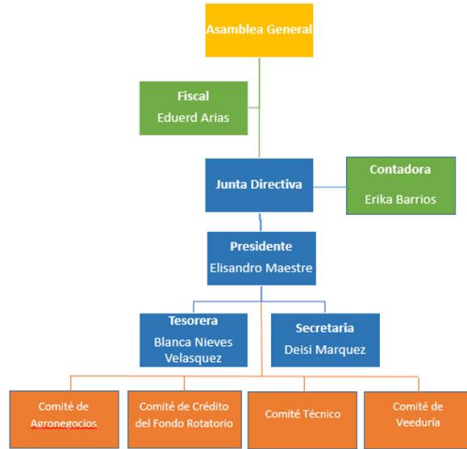 Asamblea General
Fiscal
Eduerd Arias
Junta Directiva
Contadora
Erika Barrios
Presidente
Elisandro Maestre
Tesorera
Blanca Nieves
Velasquez
Secretaria
Deisi Marquez
Comité de
Agronegocios
Comité de Crédito
del Fondo Rotatorio
Comité Técnico
Comité de
Veeduría